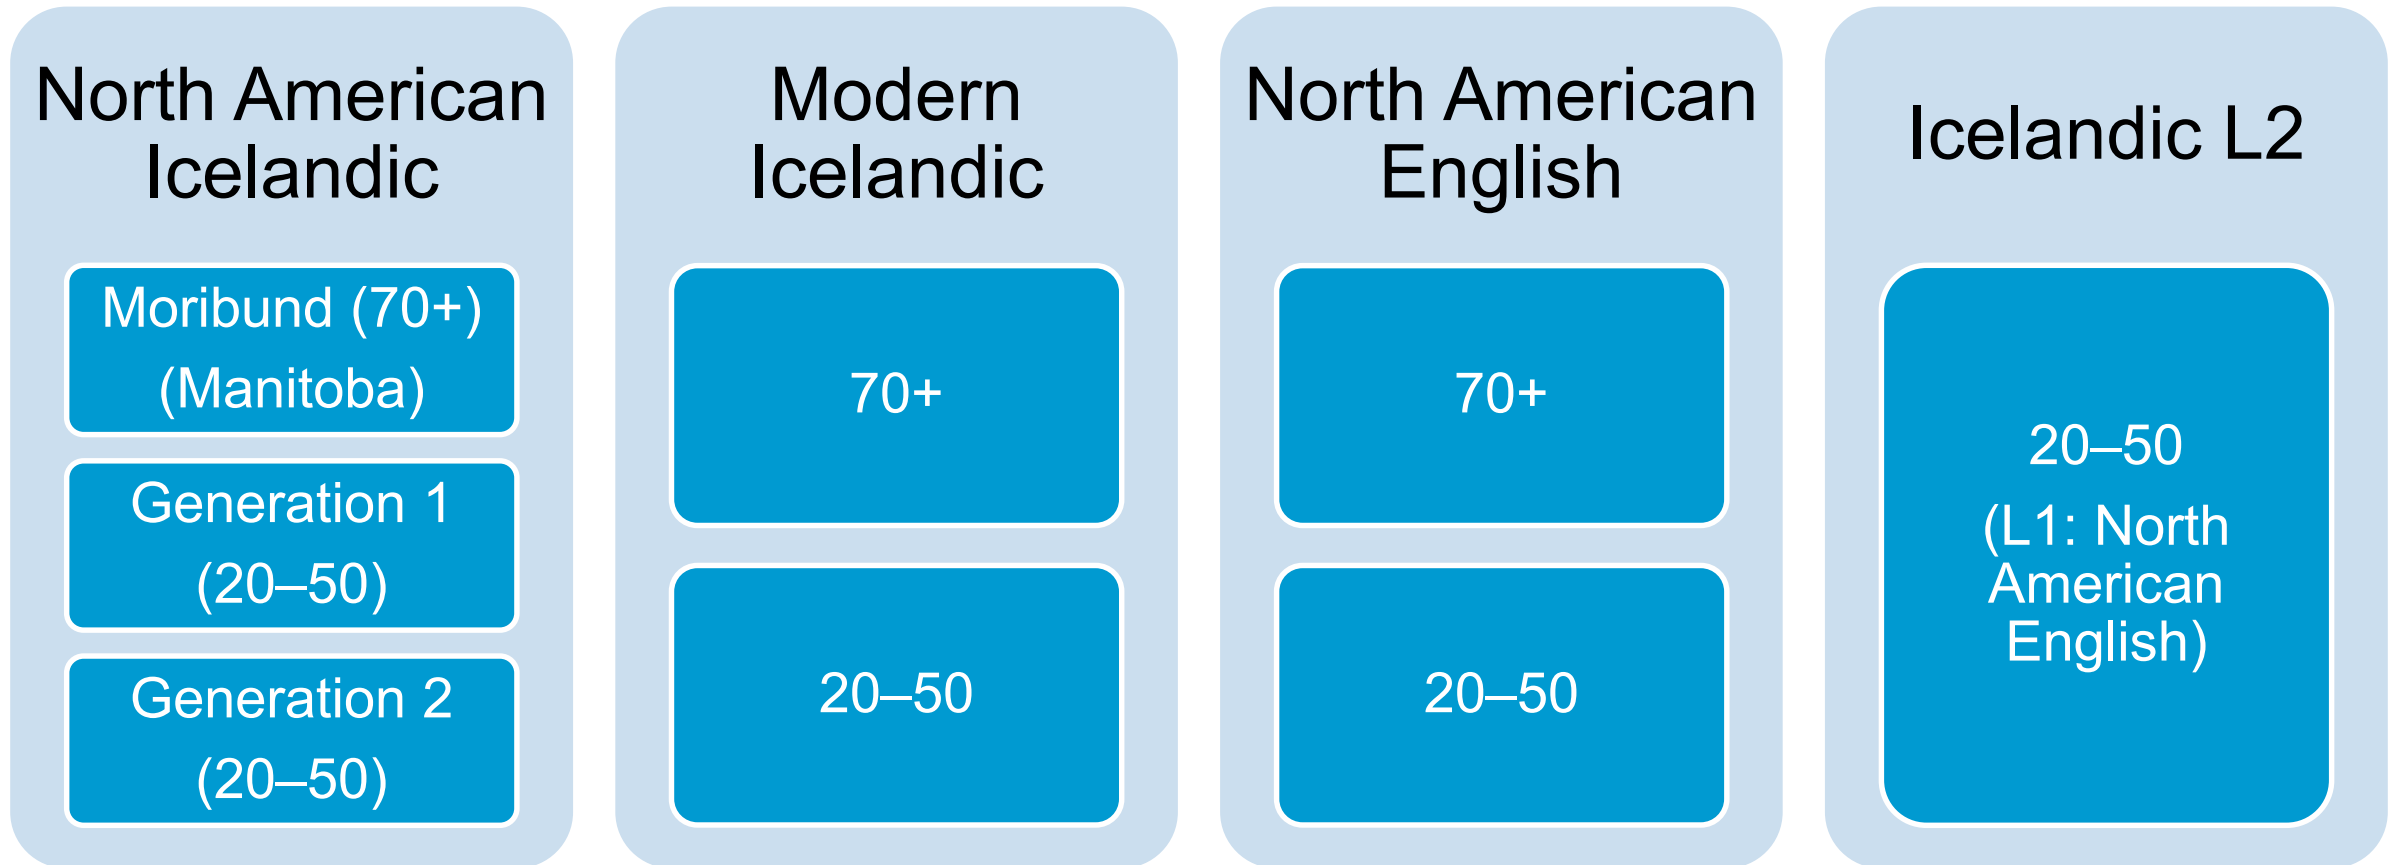 North American
Icelandic
Moribund (70+)
(Manitoba)
Generation 1
(20–50)
Generation 2
(20–50)
Modern
Icelandic
70+
20–50
North American
English
70+
20–50
Icelandic L2
20–50
(L1: North
American
English)